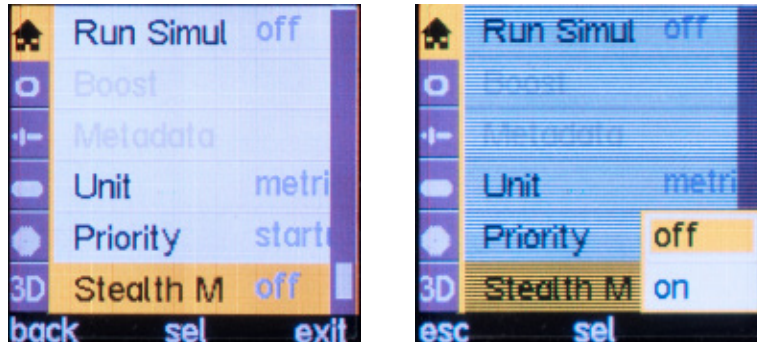 Run Simul off
Boost
Metadata
Unit metri
Priority start
3D Stealth M off
back sel exit
Run Simul off
Boost
Metadata
Unit metri
Priority off
3D Stealth M on
esc sel